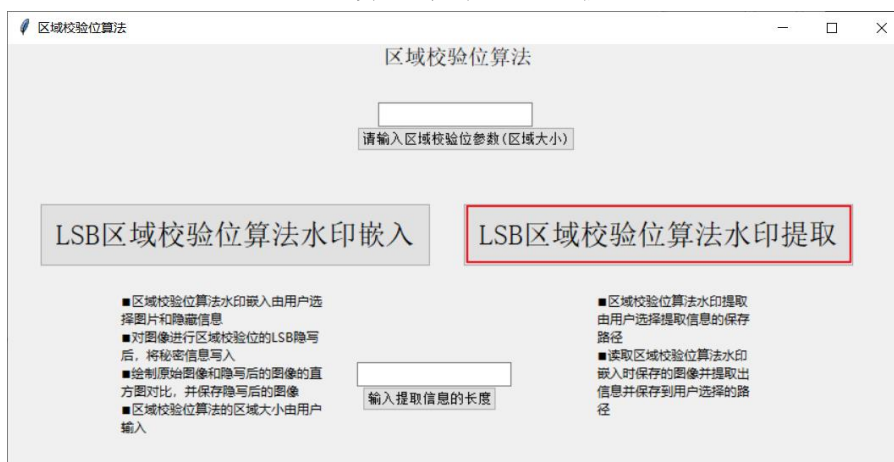 区域校验位算法
区域校验位算法
请输入区域校验位参数(区域大小)
LSB区域校验位算法水印嵌入
LSB区域校验位算法水印提取
■区域校验位算法水印嵌入由用户选
择图片和隐藏信息
■对图像进行区域校验位的LSB隐写
后，将秘密信息写入
■绘制原始图像和隐写后的图像的直
方图对比，并保存隐写后的图像
■区域校验位算法的区域大小由用户
输入
输入提取信息的长度
■区域校验位算法水印提取
由用户选择提取信息的保存
路径
■读取区域校验位算法水印
嵌入时保存的图像并提取出
信息并保存到用户选择的路
径